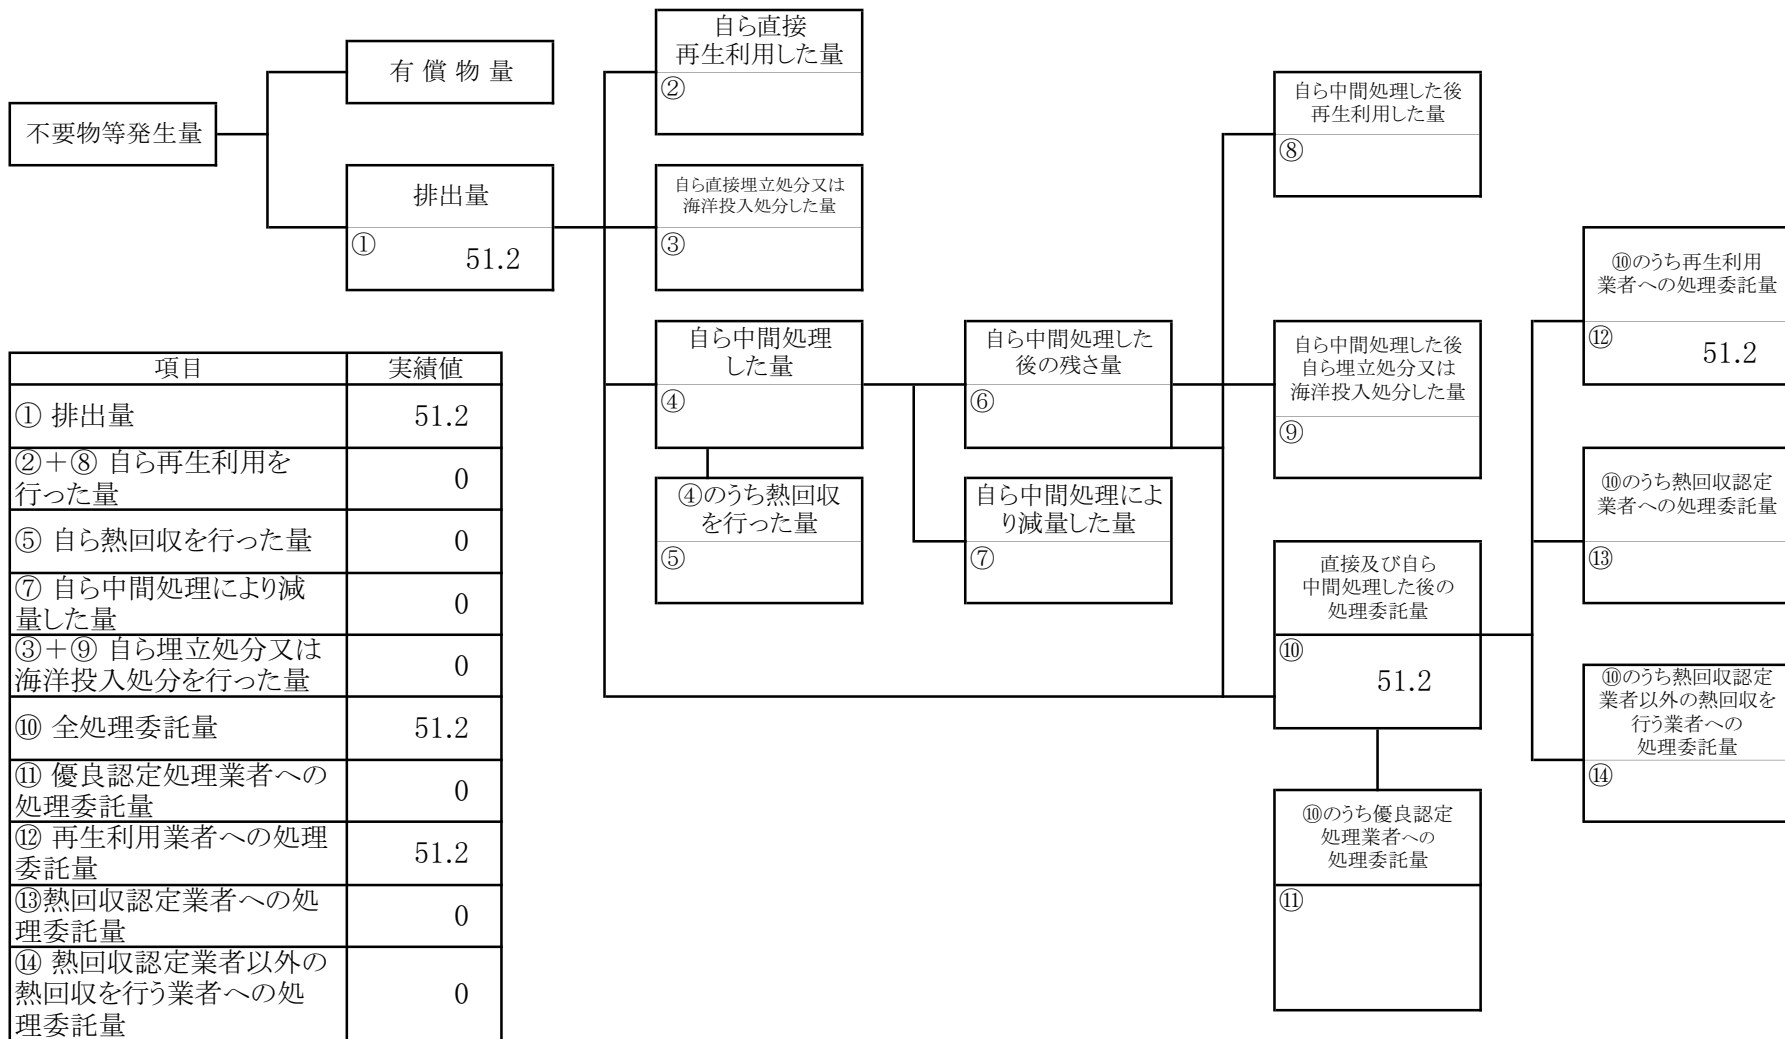 不要物等発生量
有 償 物 量
排出量
①
51.2
自ら直接
再生利用した量
②
自ら直接埋立処分又は
海洋投入処分した量
③
自ら中間処理
した量
④
④のうち熱回収
を行った量
⑤
自ら中間処理した
後の残さ量
⑥
自ら中間処理によ
り減量した量
⑦
自ら中間処理した後
再生利用した量
⑧
自ら中間処理した後
自ら埋立処分又は
海洋投入処分した量
⑨
直接及び自ら
中間処理した後の
処理委託量
⑩
51.2
⑩のうち優良認定
処理業者への
処理委託量
⑪
⑩のうち再生利用
業者への処理委託量
⑫
51.2
⑩のうち熱回収認定
業者への処理委託量
⑬
⑩のうち熱回収認定
業者以外の熱回収を
行う業者への
処理委託量
⑭
項目 実績値
① 排出量 51.2
②+⑧ 自ら再生利用を
行った量 0
⑤ 自ら熱回収を行った量 0
⑦ 自ら中間処理により減
量した量 0
③+⑨ 自ら埋立処分又は
海洋投入処分を行った量 0
⑩ 全処理委託量 51.2
⑪ 優良認定処理業者への
処理委託量 0
⑫ 再生利用業者への処理
委託量 51.2
⑬熱回収認定業者への処
理委託量 0
⑭ 熱回収認定業者以外の
熱回収を行う業者への処 0
理委託量